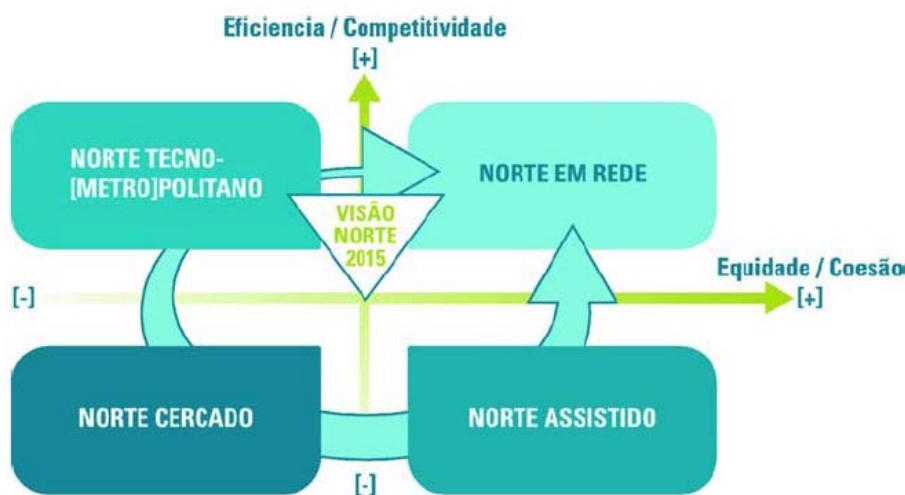 Eficiencia / Competitividade
[+]
NORTE TECNO-
[METRO]POLITANO
NORTE EM REDE
VISÃO
NORTE
2015
Equidade / Coesão
[-]
[+]
NORTE CERCADO
NORTE ASSISTIDO
[-]